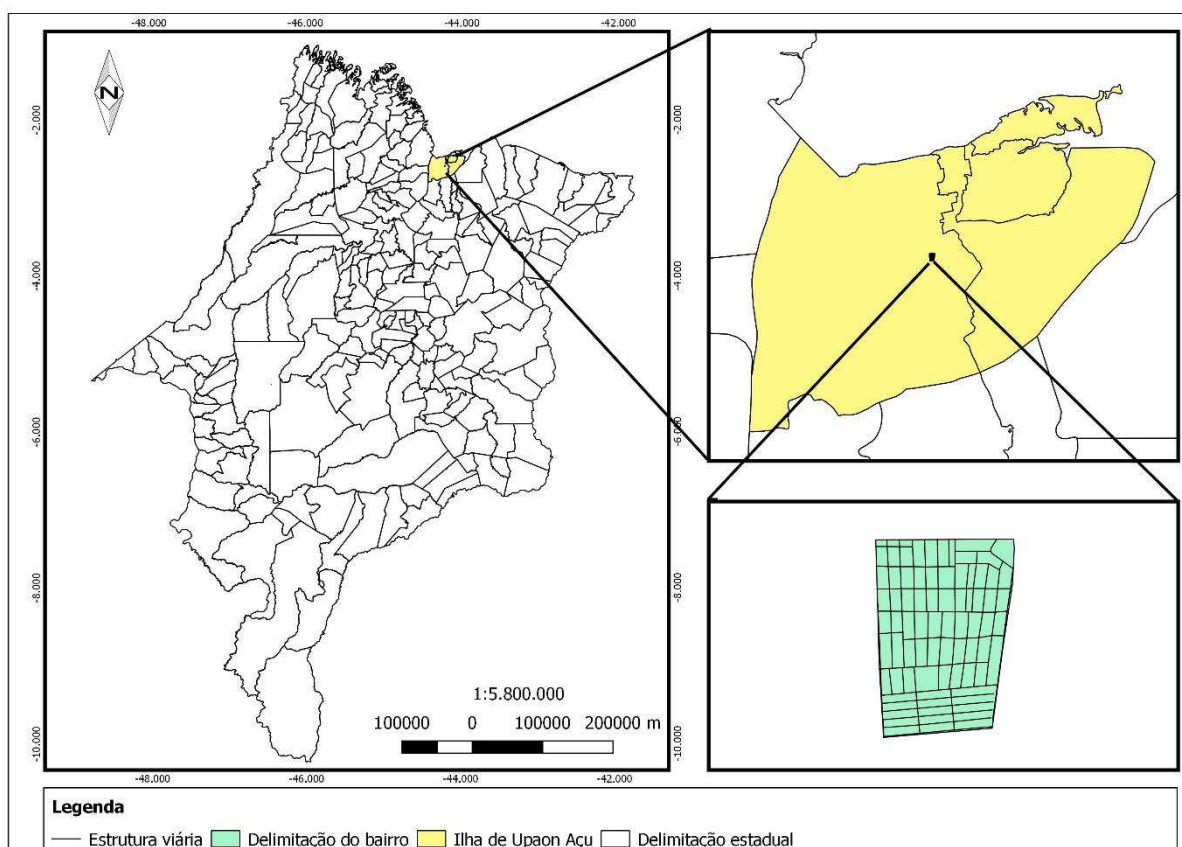 -48.000 -46.000 -44.000 -42.000
N
-2.000 -2.000
-4.000 -4.000
-6.000 -6.000
-8.000 -8.000
-10.000 -10.000
1:5.800.000
100000 0 100000 200000 m
-48.000 -46.000 -44.000 -42.000
Legenda
Estrutura viária Delimitação do bairro Ilha de Upaon Açu Delimitação estadual